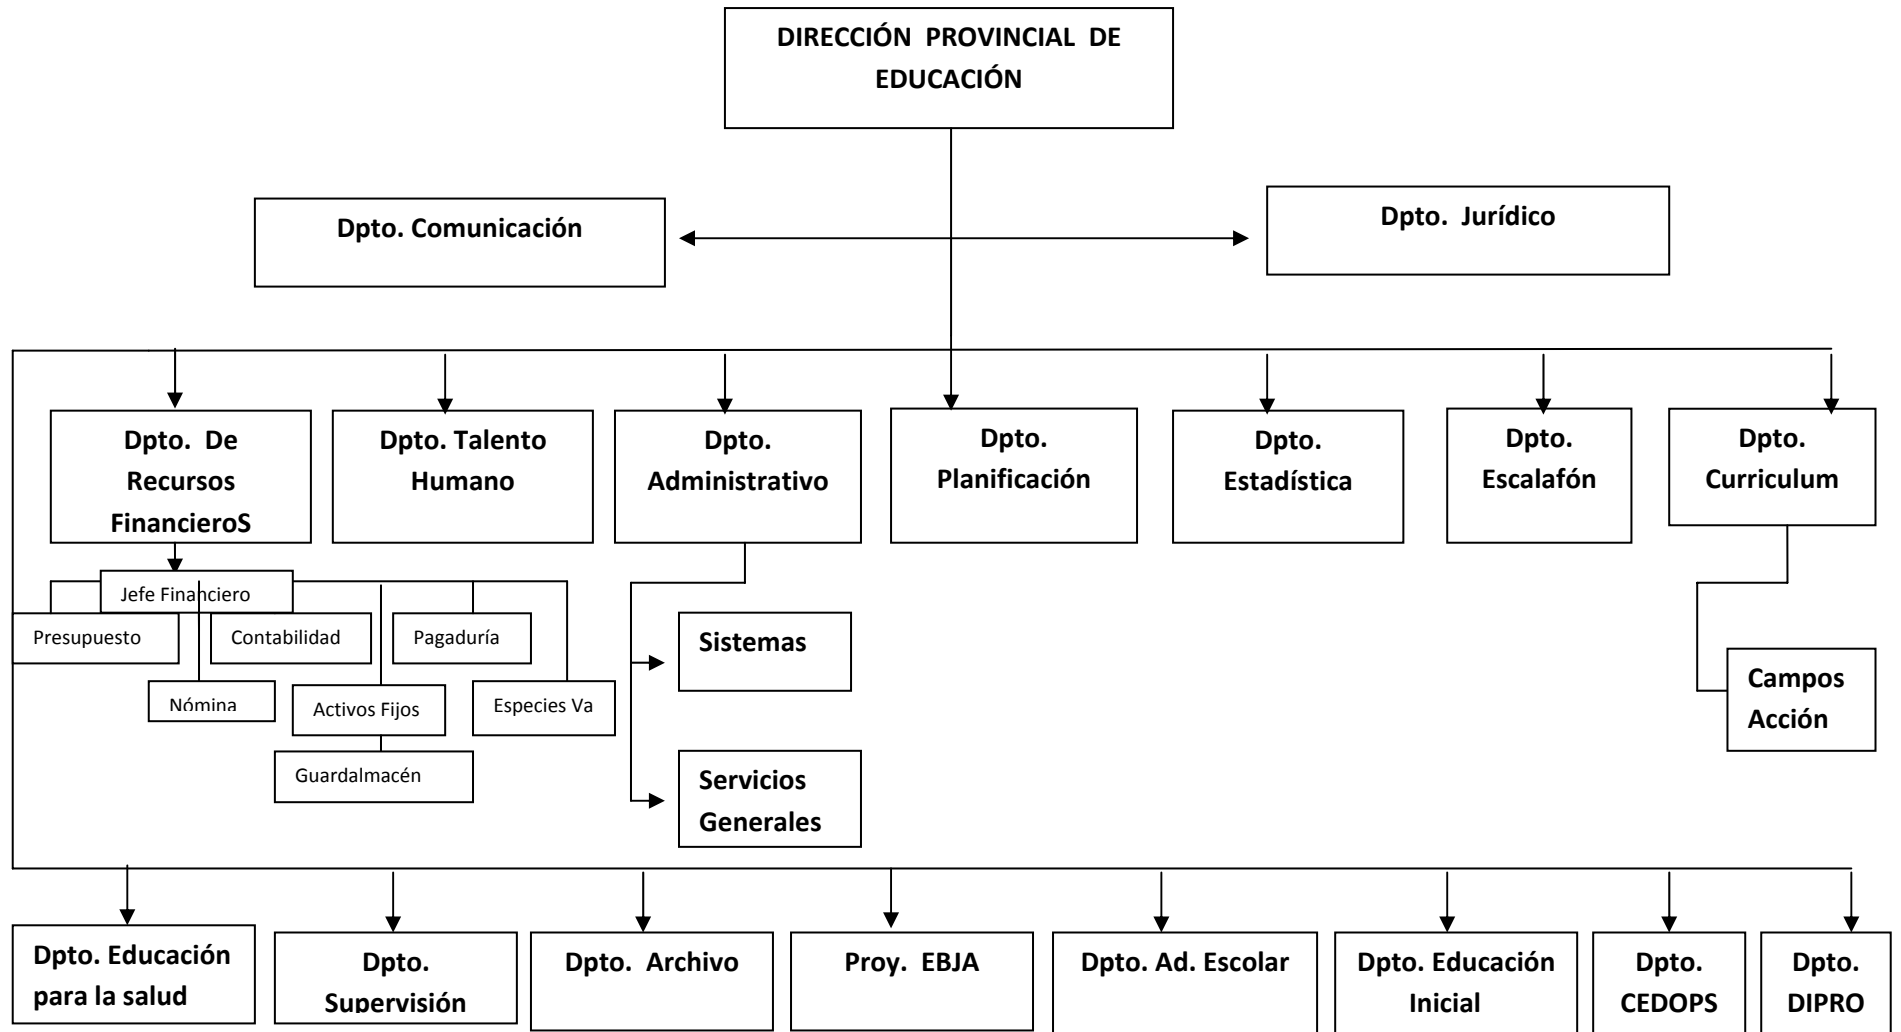 DIRECCIÓN PROVINCIAL DE
EDUCACIÓN
Dpto. Comunicación
Dpto. Jurídico
Dpto. De
Recursos
FinancieroS
Dpto. Talento
Humano
Dpto.
Administrativo
Dpto.
Planificación
Dpto.
Estadística
Dpto.
Escalafón
Dpto.
Curriculum
Jefe Financiero
Presupuesto
Contabilidad
Pagaduría
Nómina
Activos Fijos
Especies Va
Guardalmacén
Sistemas
Servicios
Generales
Campos
Acción
Dpto. Educación
para la salud
Dpto.
Supervisión
Dpto. Archivo
Proy. EBJA
Dpto. Ad. Escolar
Dpto. Educación
Inicial
Dpto.
CEDOPS
Dpto.
DIPRO